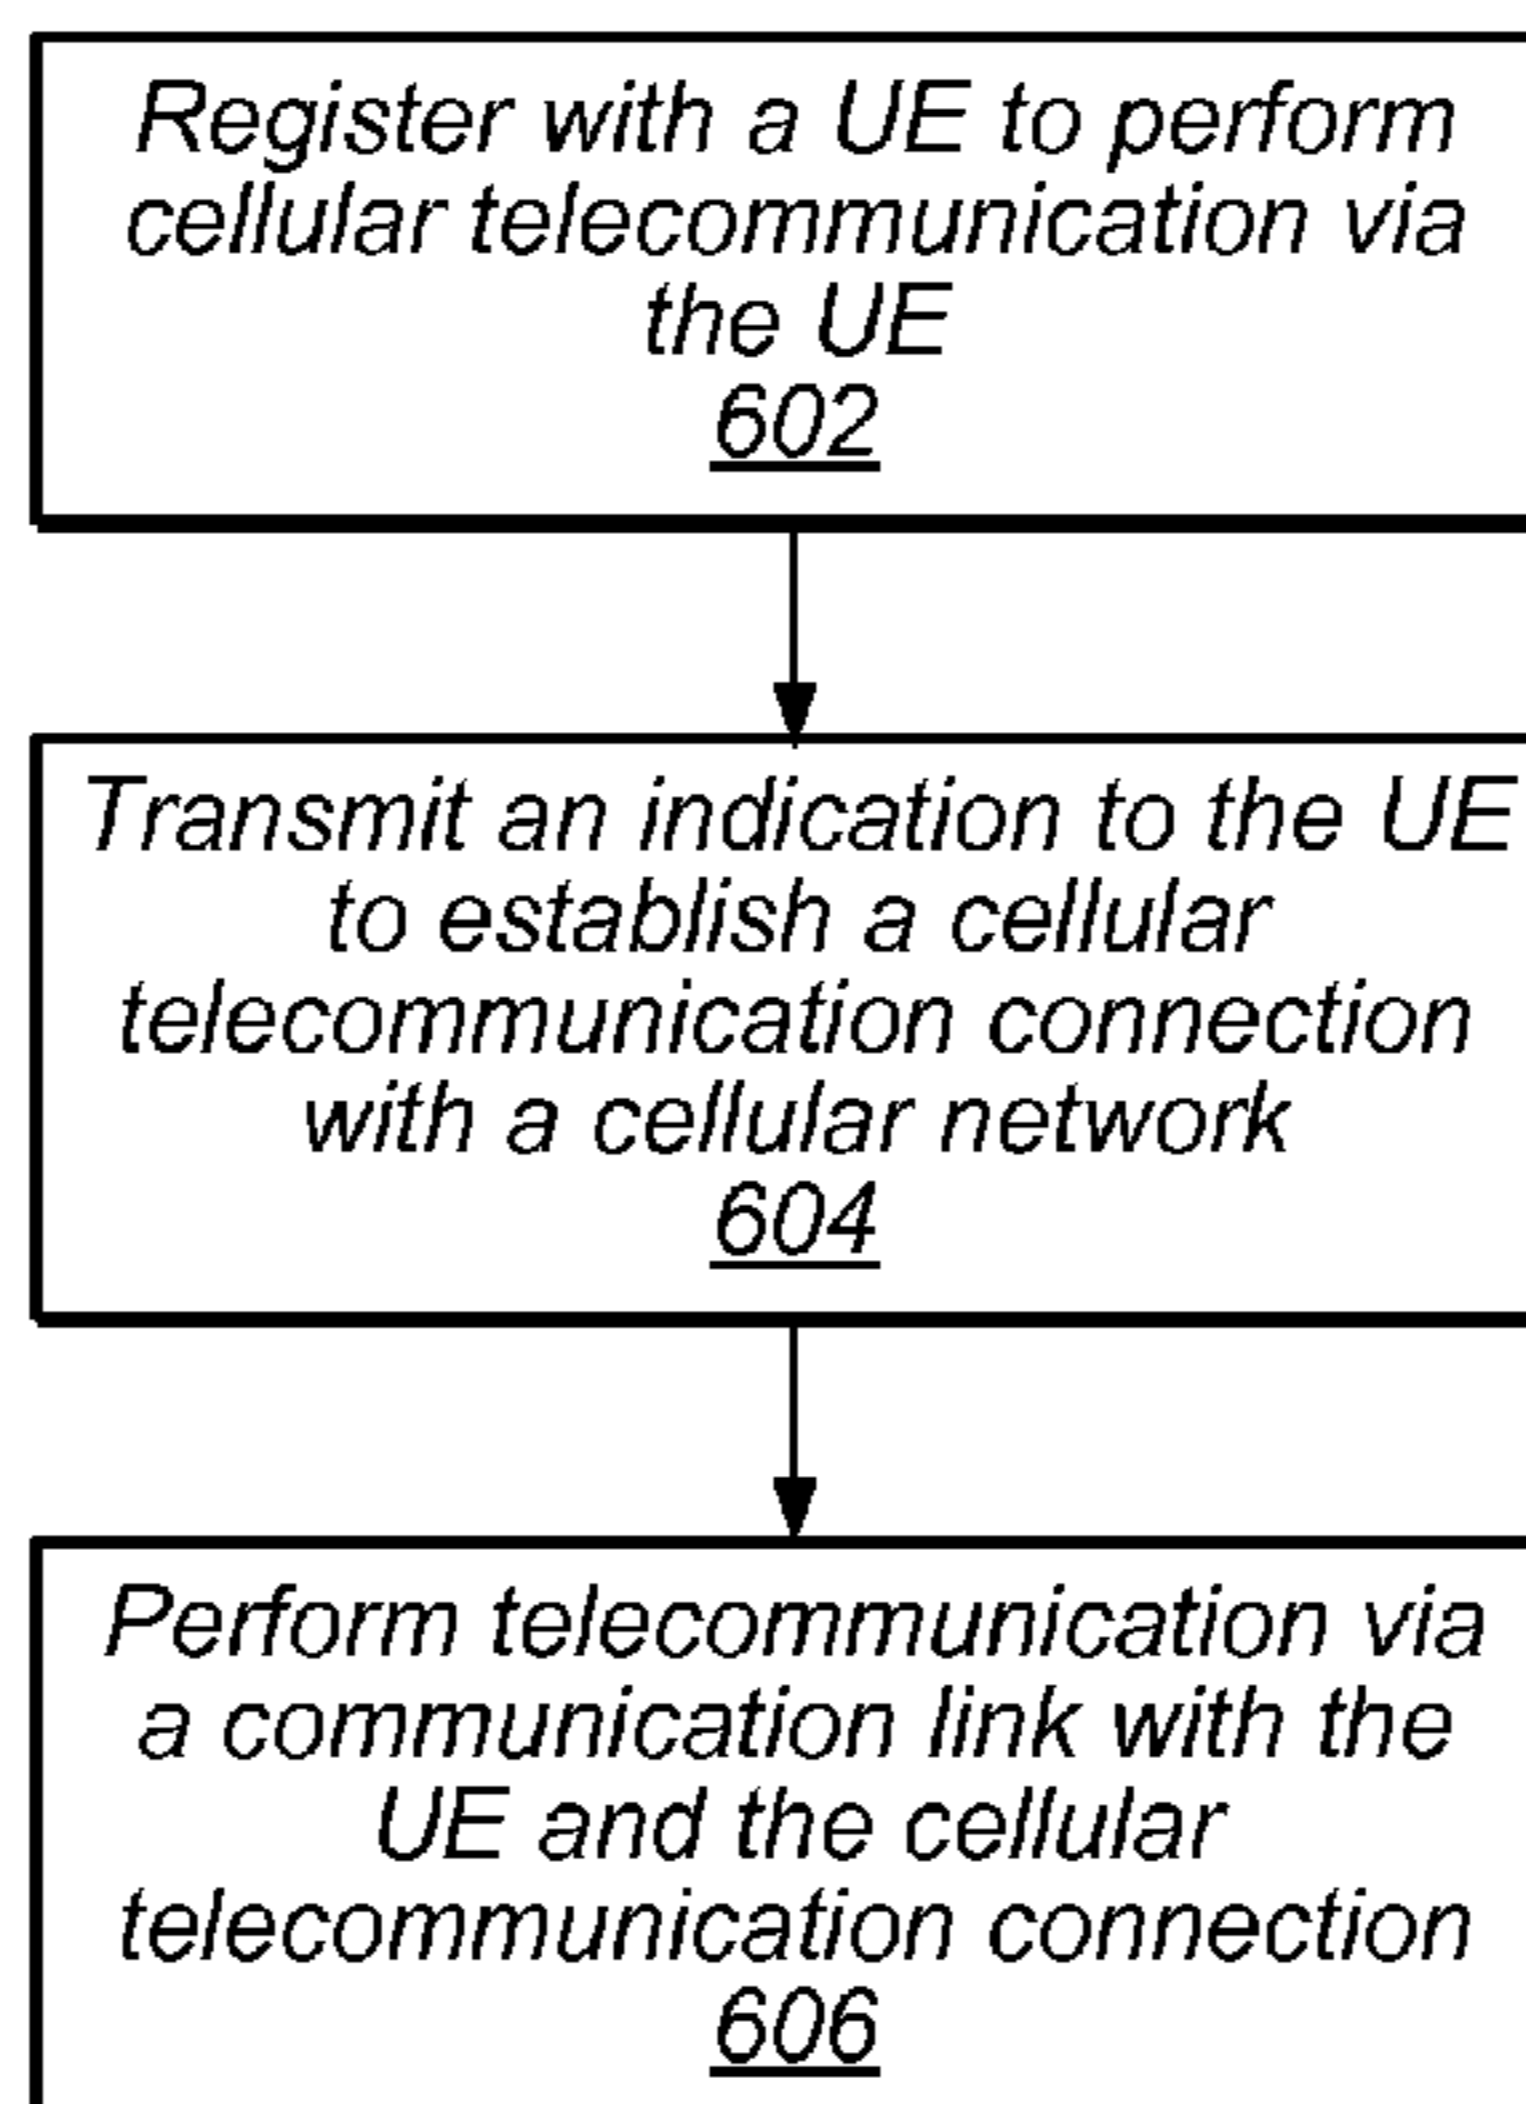 Register with a UE to perform
cellular telecommunication via
the UE
602
Transmit an indication to the UE
to establish a cellular
telecommunication connection
with a cellular network
604
Perform telecommunication via
a communication link with the
UE and the cellular
telecommunication connection
606